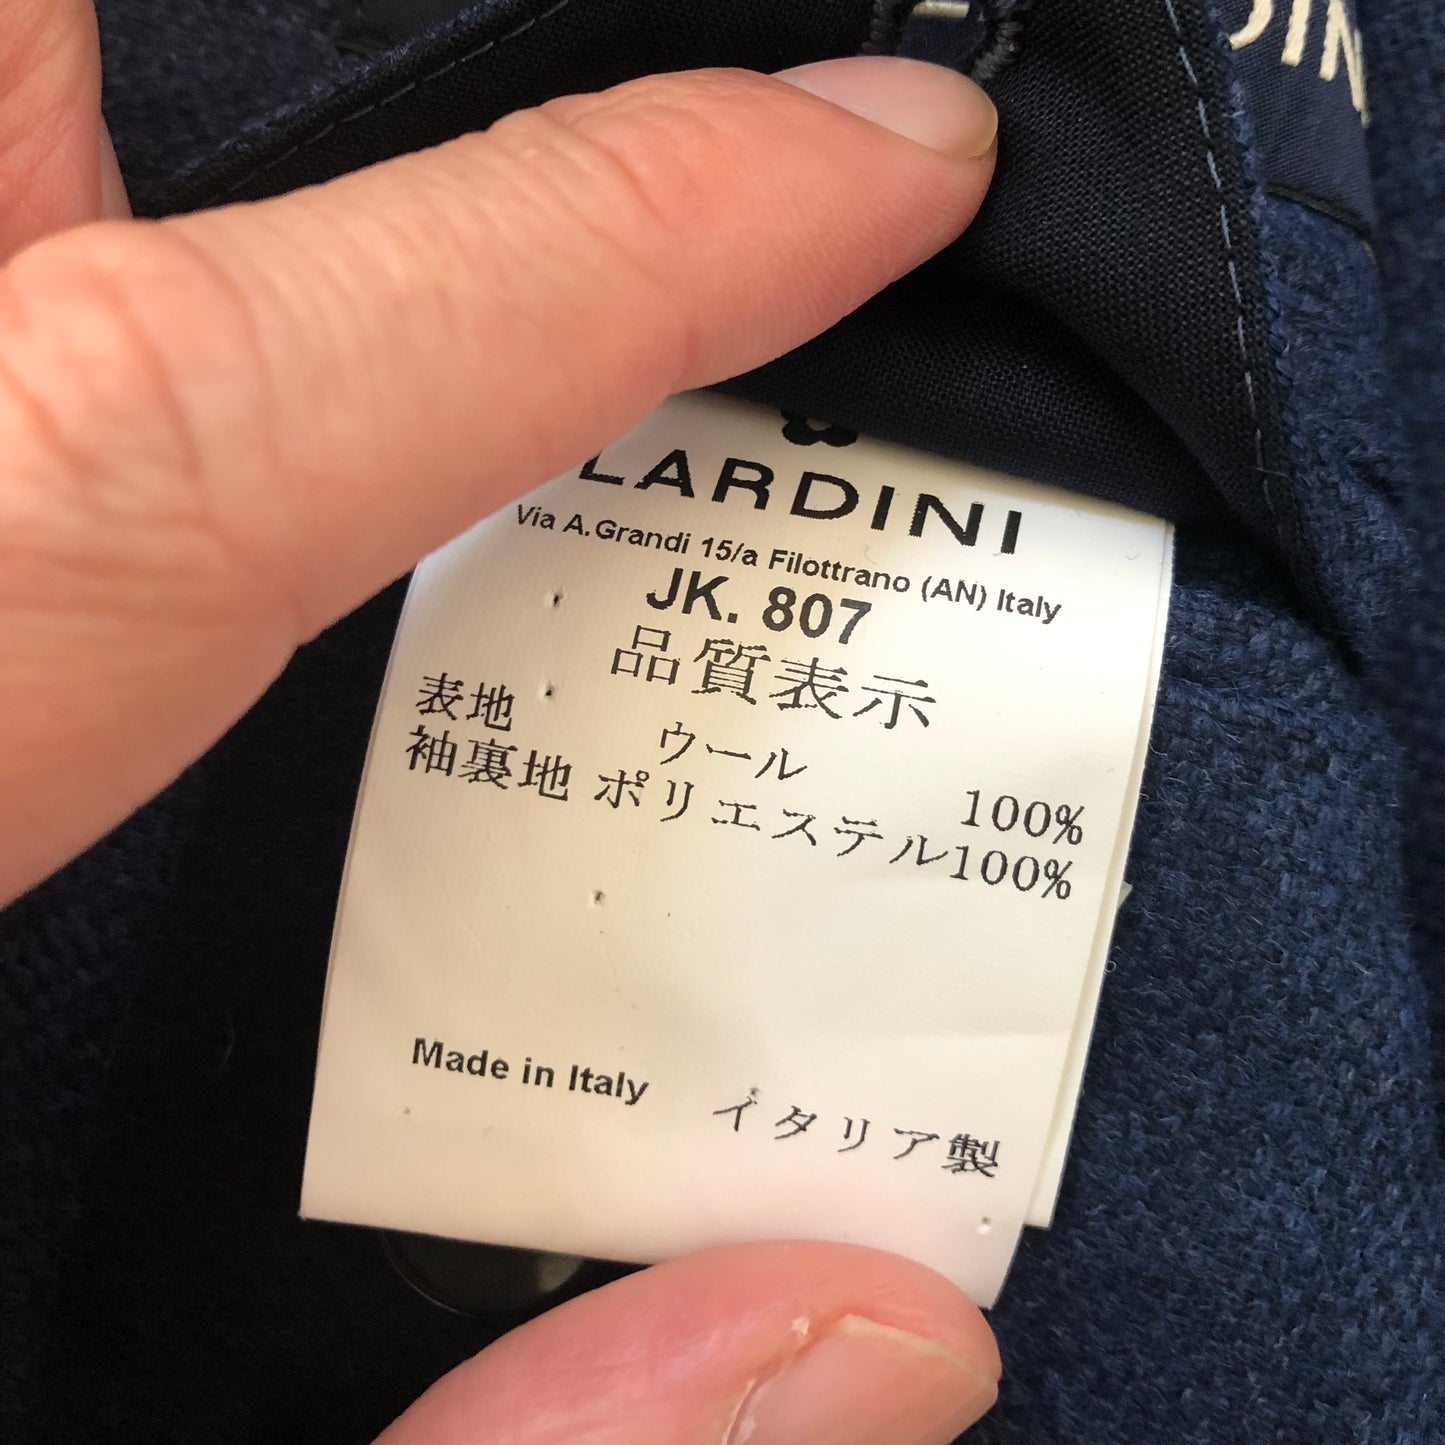 LARDINI
Via A.Grandi 15/a Filottrano (AN) Italy
JK. 807
品質表示
表地 ウール 100%
袖裏地 ポリエステル100%
Made in Italy イタリア製